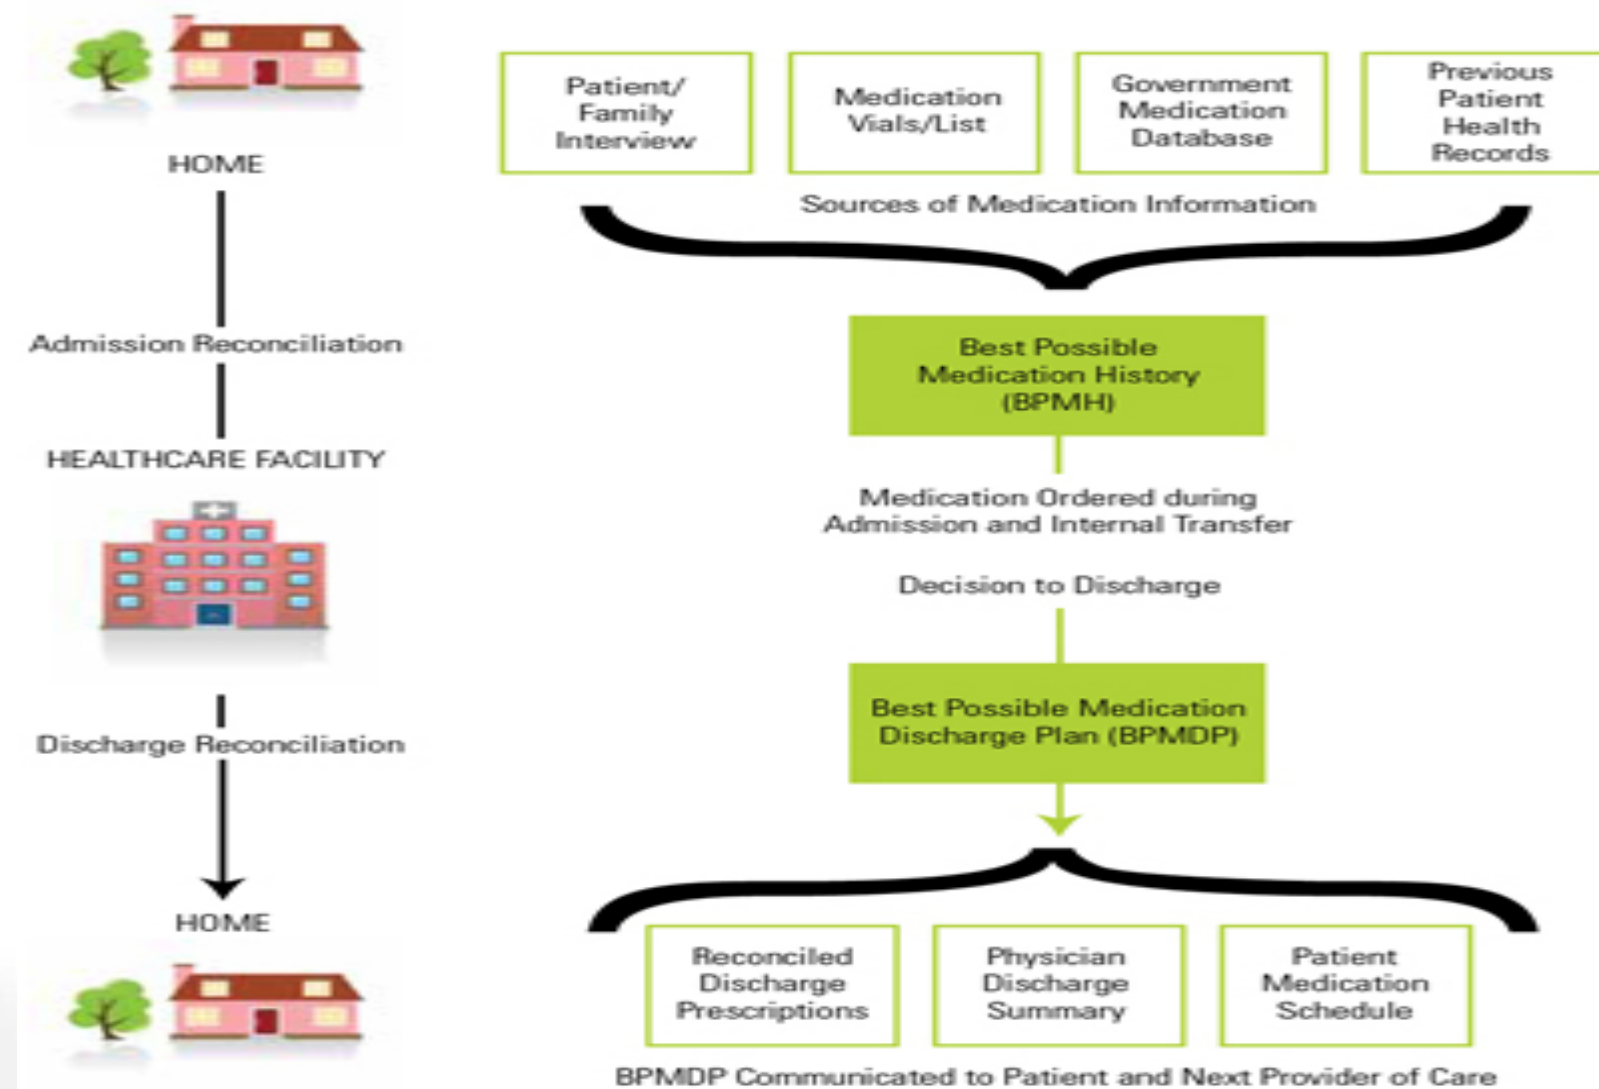 HOME
Admission Reconciliation
HEALTHCARE FACILITY
Discharge Reconciliation
HOME
Patient/
Family
Interview
Medication
Vials/List
Government
Medication
Database
Previous
Patient
Health
Records
Sources of Medication Information
Best Possible
Medication History
(BPMH)
Medication Ordered during
Admission and Internal Transfer
Decision to Discharge
Best Possible Medication
Discharge Plan (BPMDP)
Reconciled
Discharge
Prescriptions
Physician
Discharge
Summary
Patient
Medication
Schedule
BPMDP Communicated to Patient and Next Provider of Care